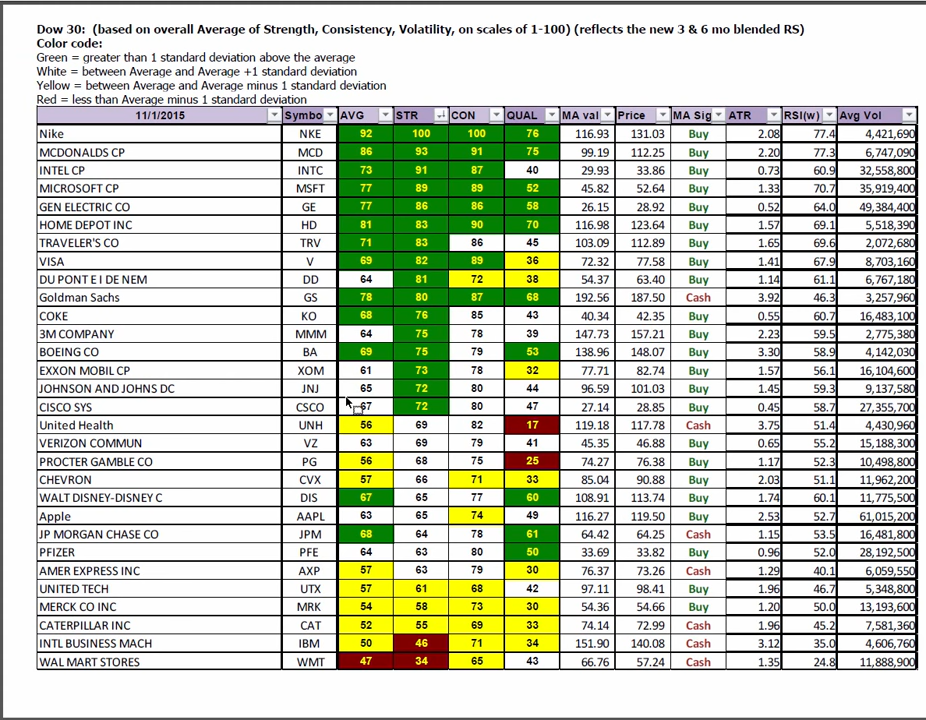 Dow 30: (based on overall Average of Strength, Consistency, Volatility, on scales of 1-100) (reflects the new 3 & 6 mo blended RS)
Color code:
Green = greater than 1 standard deviation above the average
White = between Average and Average +1 standard deviation
Yellow = between Average and Average minus 1 standard deviation
Red = less than Average minus 1 standard deviation
11/1/2015 Symbo AVG STR CON QUAL MA val Price MA Sig ATR RSI(w) Avg Vol
Nike NKE 92 100 100 76 116.93 131.03 Buy 2.08 77.4 4,421,690
MCDONALDS CP MCD 86 93 91 75 99.19 112.25 Buy 2.20 77.3 6,747,090
INTEL CP INTC 73 91 87 40 29.93 33.86 Buy 0.73 60.9 32,558,800
MICROSOFT CP MSFT 77 89 89 52 45.82 52.64 Buy 1.33 70.7 35,919,400
GEN ELECTRIC CO GE 77 86 86 58 26.15 28.92 Buy 0.52 64.0 49,384,400
HOME DEPOT INC HD 81 83 90 70 116.98 123.64 Buy 1.57 69.1 5,518,390
TRAVELER'S CO TRV 71 83 86 45 103.09 112.89 Buy 1.65 69.6 2,072,680
VISA V 69 82 89 36 72.32 77.58 Buy 1.41 67.9 8,703,160
DU PONT E I DE NEM DD 64 81 72 38 54.37 63.40 Buy 1.14 61.1 6,767,180
Goldman Sachs GS 78 80 87 68 192.56 187.50 Cash 3.92 46.3 3,257,960
COKE KO 68 76 85 43 40.34 42.35 Buy 0.55 60.7 16,483,100
3M COMPANY MMM 64 75 78 39 147.73 157.21 Buy 2.23 59.5 2,775,380
BOEING CO BA 69 75 79 53 138.96 148.07 Buy 3.30 58.9 4,142,030
EXXON MOBIL CP XOM 61 73 78 32 77.71 82.74 Buy 1.57 56.1 16,104,600
JOHNSON AND JOHNS DC JNJ 65 72 80 44 96.59 101.03 Buy 1.45 59.3 9,137,580
CISCO SYS CSCO 67 72 80 47 27.14 28.85 Buy 0.45 58.7 27,355,700
United Health UNH 56 69 82 17 119.18 117.78 Cash 3.75 51.4 4,430,960
VERIZON COMMUN VZ 63 69 79 41 45.35 46.88 Buy 0.65 55.2 15,188,300
PROCTER GAMBLE CO PG 56 68 75 25 74.27 76.38 Buy 1.17 52.3 10,498,800
CHEVRON CVX 57 66 71 33 85.04 90.88 Buy 2.03 51.1 11,962,200
WALT DISNEY-DISNEY C DIS 67 65 77 60 108.91 113.74 Buy 1.74 60.1 11,775,500
Apple AAPL 63 65 74 49 116.27 119.50 Buy 2.53 52.7 61,015,200
JP MORGAN CHASE CO JPM 68 64 78 61 64.42 64.25 Cash 1.15 53.5 16,481,800
PFIZER PFE 64 63 80 50 33.69 33.82 Buy 0.96 52.0 28,192,500
AMER EXPRESS INC AXP 57 63 79 30 76.37 73.26 Cash 1.29 40.1 6,059,550
UNITED TECH UTX 57 61 68 42 97.11 98.41 Buy 1.96 46.7 5,348,800
MERCK CO INC MRK 54 58 73 30 54.36 54.66 Buy 1.20 50.0 13,193,600
CATERPILLAR INC CAT 52 55 69 33 74.14 72.99 Cash 1.96 45.2 7,581,360
INTL BUSINESS MACH IBM 50 46 71 34 151.90 140.08 Cash 3.12 35.0 4,606,760
WAL MART STORES WMT 47 34 65 43 66.76 57.24 Cash 1.35 24.8 11,888,900